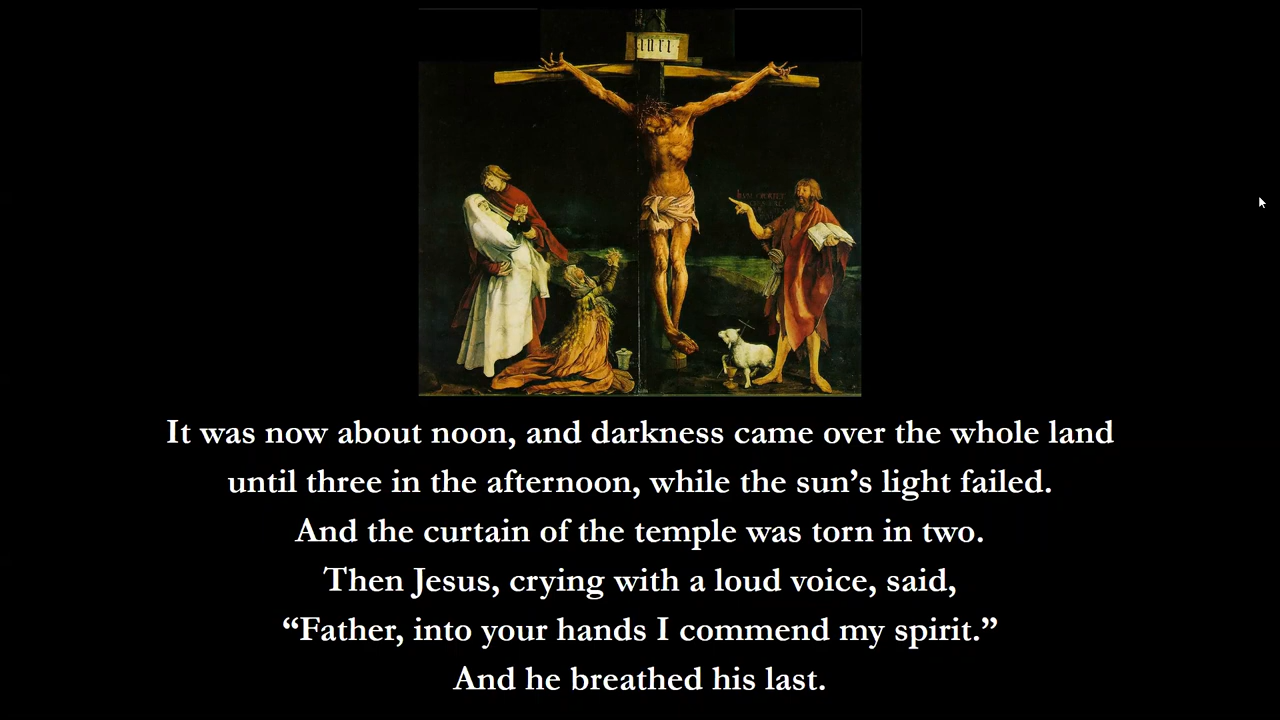 INRI
It was now about noon, and darkness came over the whole land
until three in the afternoon, while the sun’s light failed.
And the curtain of the temple was torn in two.
Then Jesus, crying with a loud voice, said,
“Father, into your hands I commend my spirit.”
And he breathed his last.